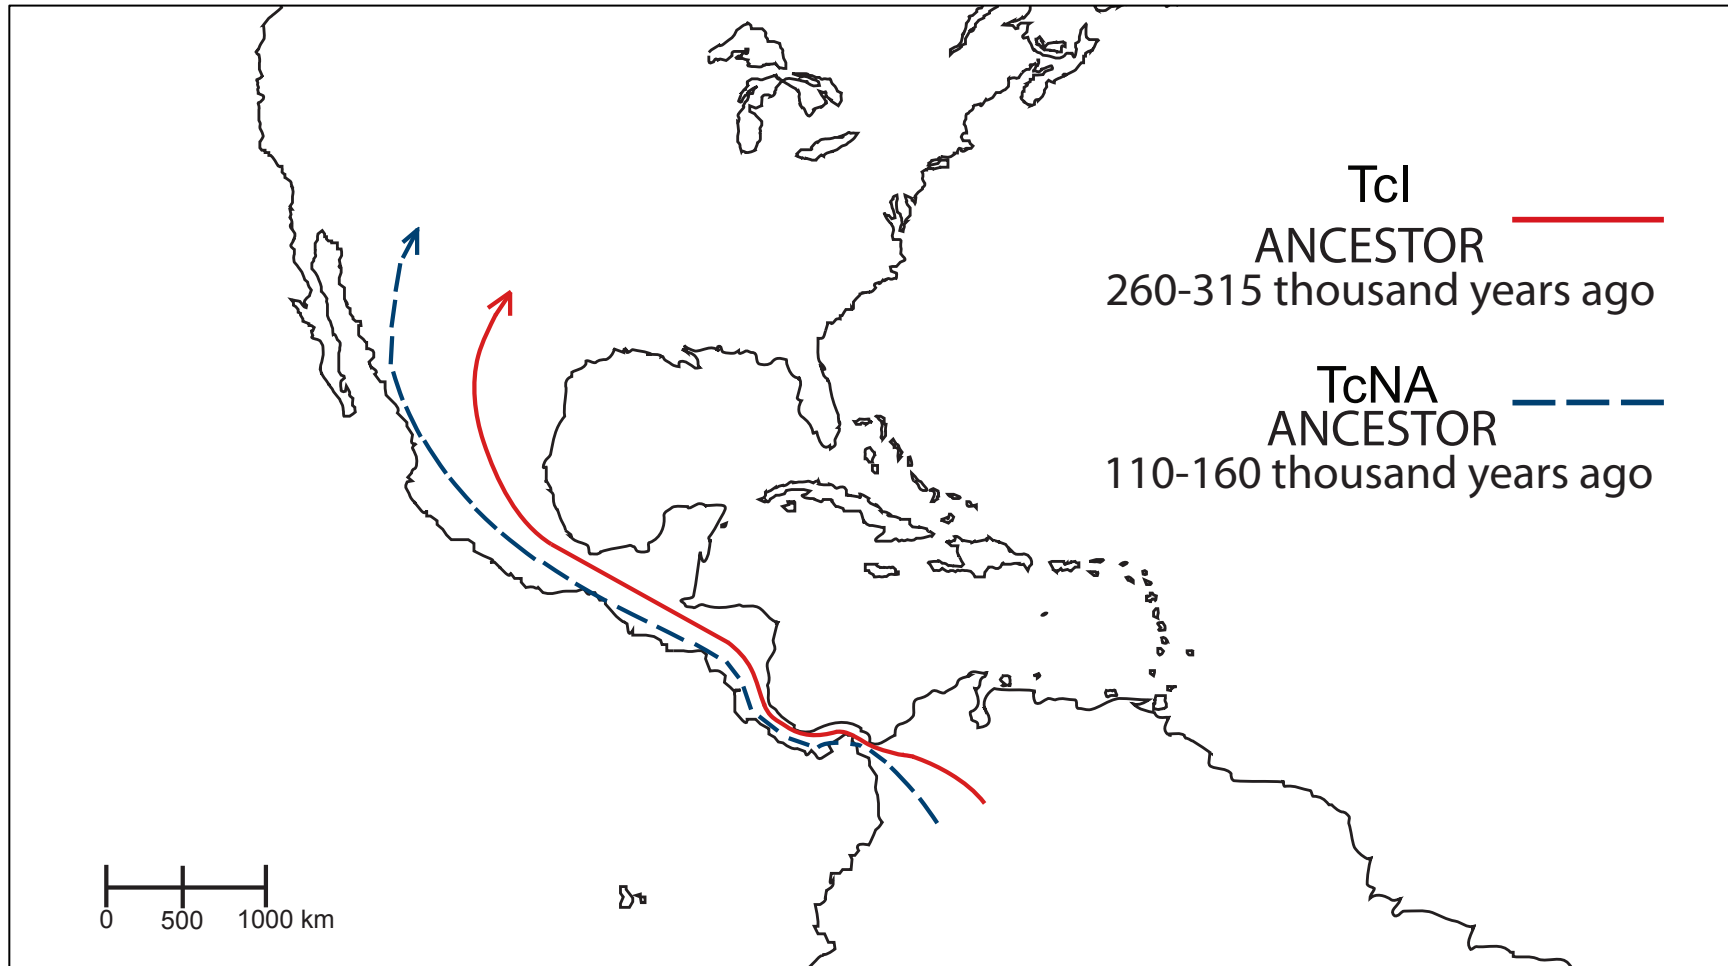 TcI
ANCESTOR
260-315 thousand years ago
TcNA
ANCESTOR
110-160 thousand years ago
0 500 1000 km